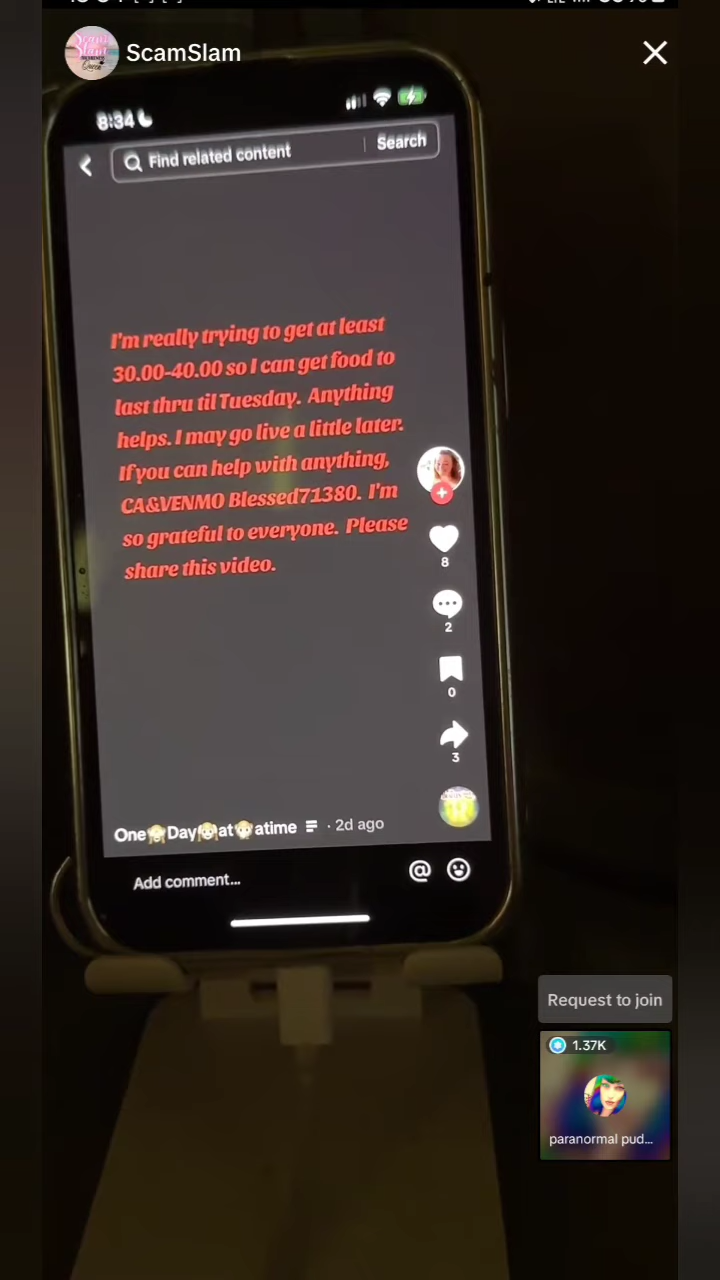 ScamSlam
8:34
Find related content
Search
I'm really trying to get at least
30.00-40.00 so I can get food to
last thru til Tuesday. Anything
helps. I may go live a little later.
If you can help with anything,
CA&VENMO Blessed71380. I'm
so grateful to everyone. Please
share this video.
8
2
0
3
One🙈Day🙈at🙈atime · 2d ago
Add comment...
Request to join
1.37K
paranormal pud...